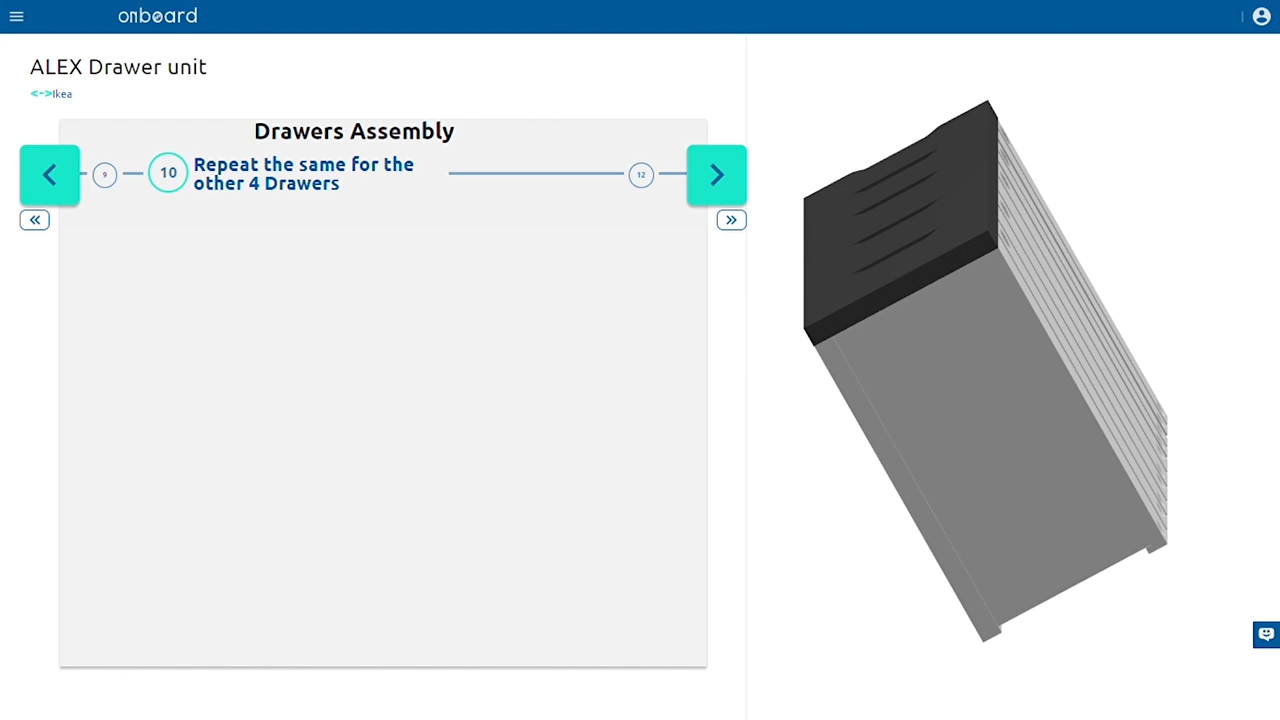 onboard
ALEX Drawer unit
<->Ikea
Drawers Assembly
9
10
Repeat the same for the
other 4 Drawers
12